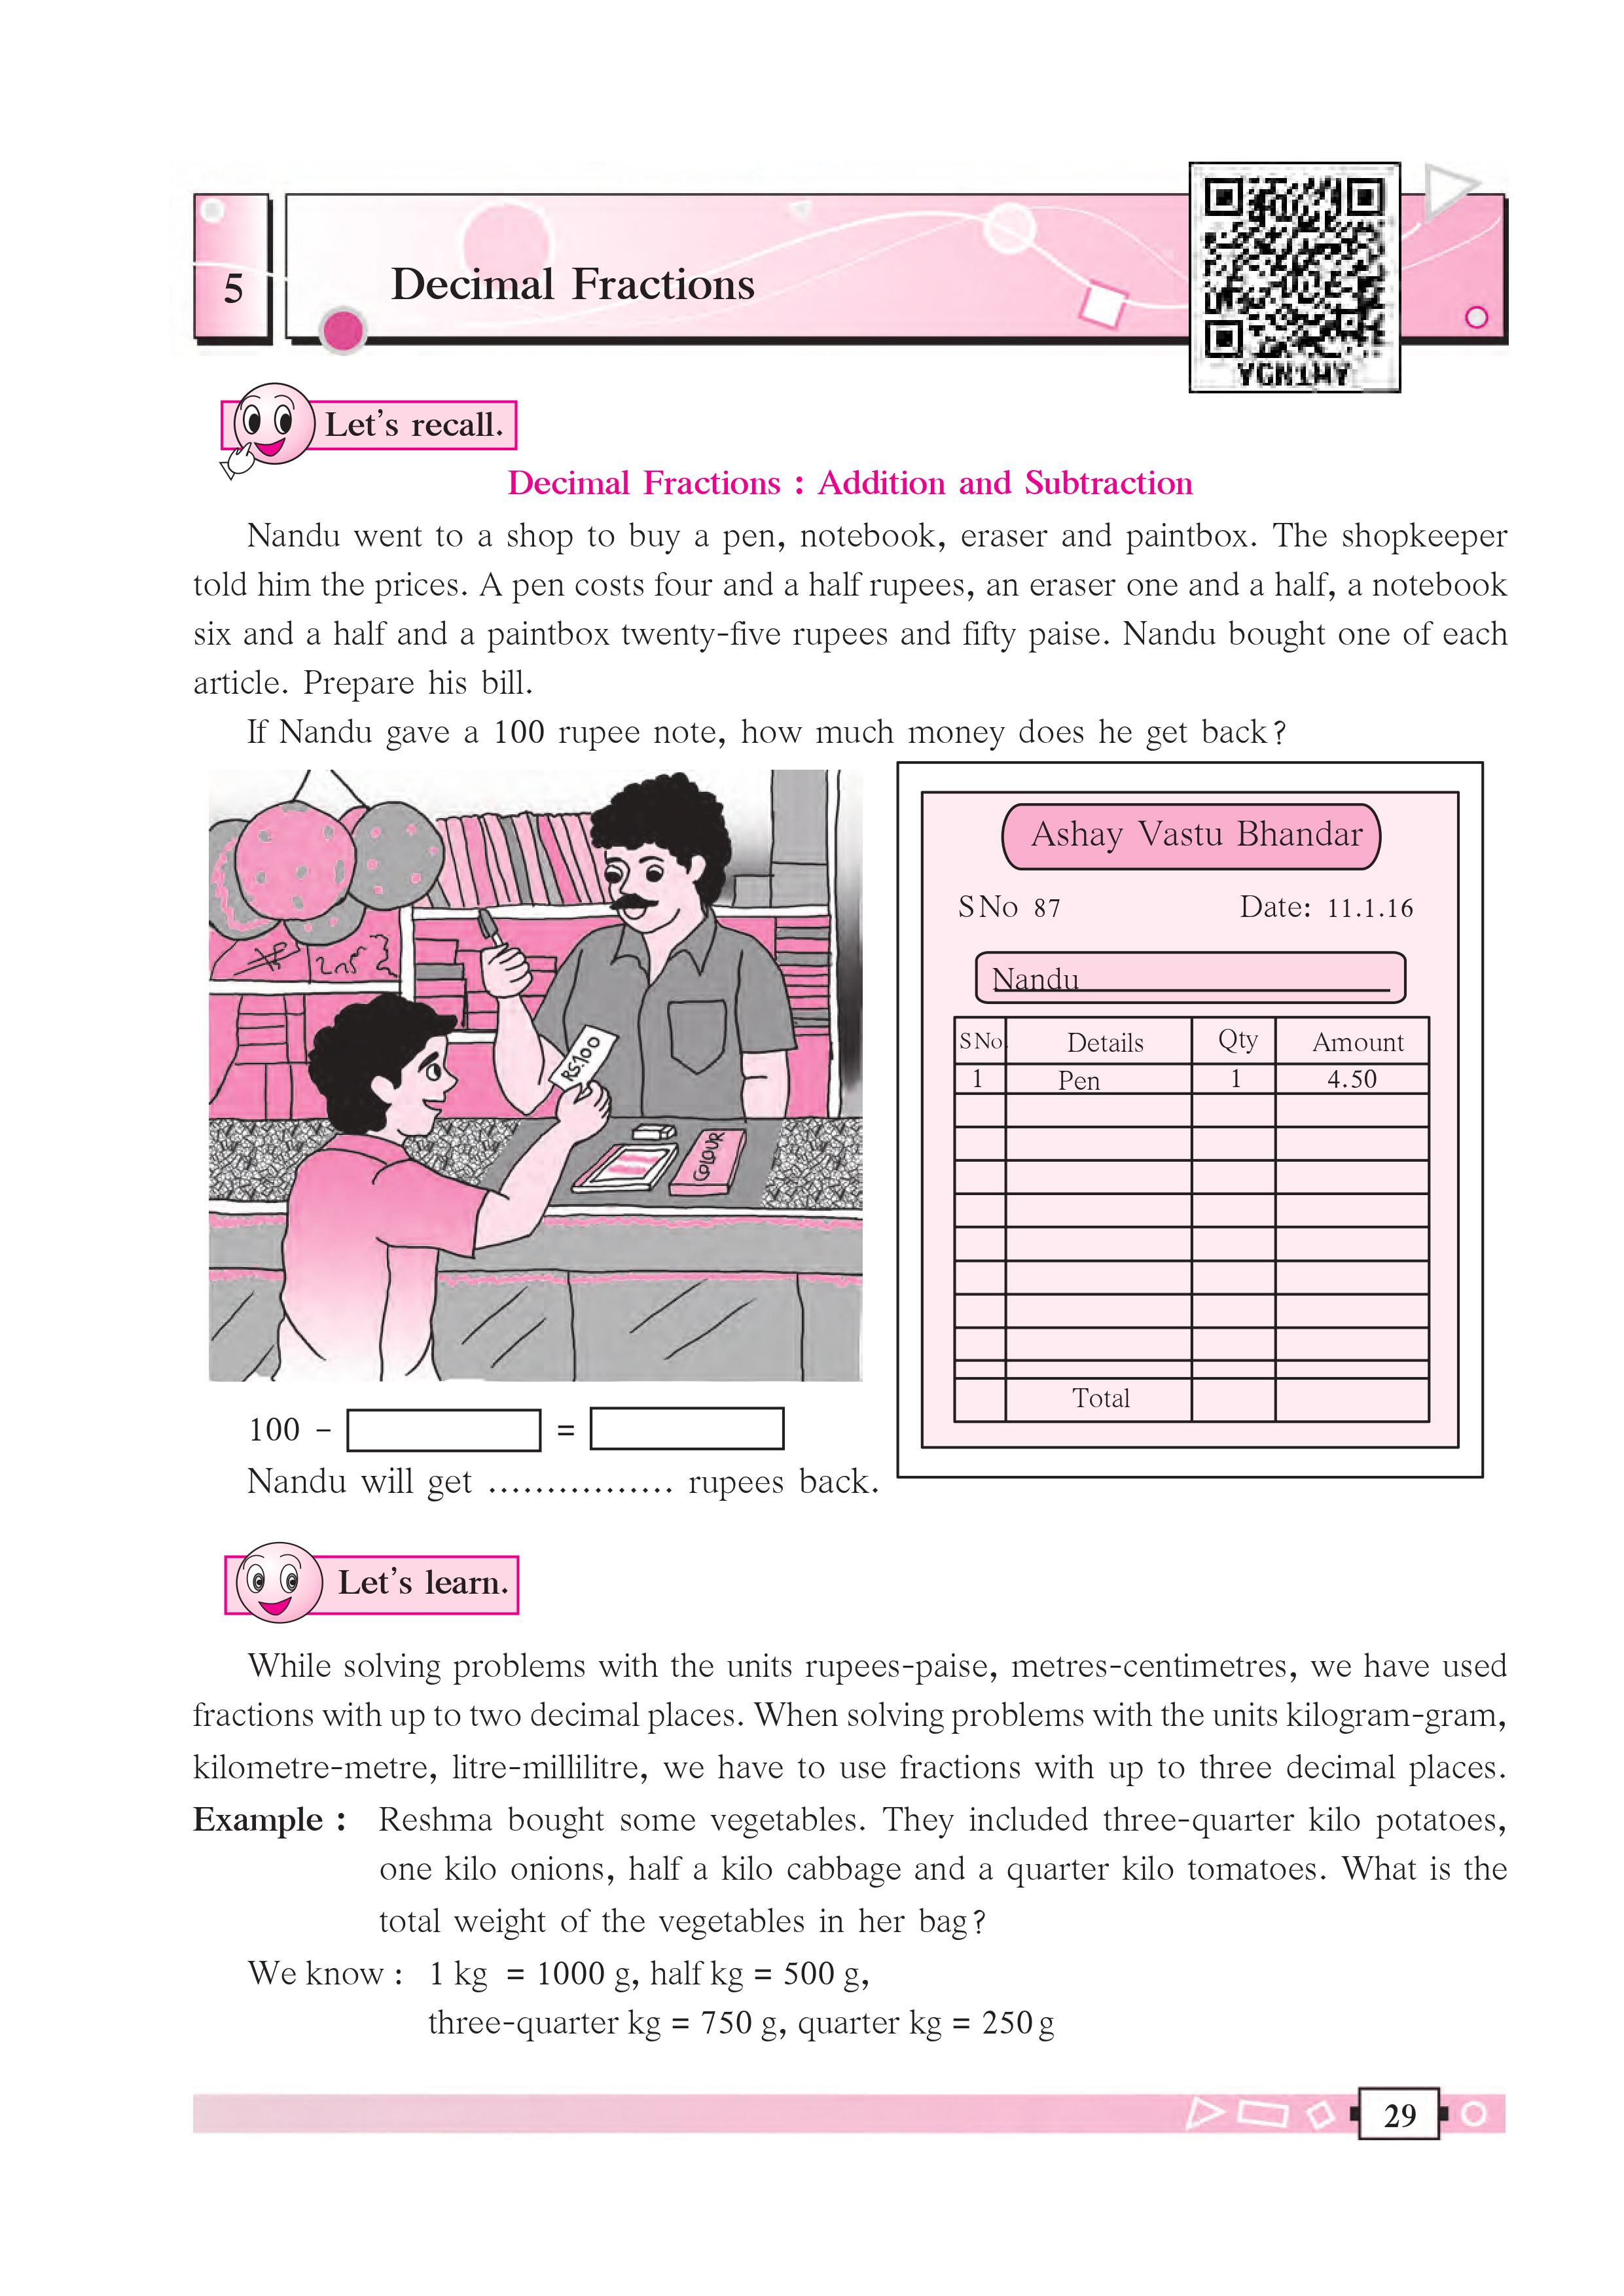 5
Decimal Fractions
YGN1WY
Let's recall.
Decimal Fractions : Addition and Subtraction
Nandu went to a shop to buy a pen, notebook, eraser and paintbox. The shopkeeper
told him the prices. A pen costs four and a half rupees, an eraser one and a half, a notebook
six and a half and a paintbox twenty-five rupees and fifty paise. Nandu bought one of each
article. Prepare his bill.
If Nandu gave a 100 rupee note, how much money does he get back?
RS.100
COLOUR
Ashay Vastu Bhandar
SNo 87 Date: 11.1.16
Nandu
SNo. Details Qty Amount
1 Pen 1 4.50
Total
100 - =
Nandu will get ................ rupees back.
Let's learn.
While solving problems with the units rupees-paise, metres-centimetres, we have used
fractions with up to two decimal places. When solving problems with the units kilogram-gram,
kilometre-metre, litre-millilitre, we have to use fractions with up to three decimal places.
Example : Reshma bought some vegetables. They included three-quarter kilo potatoes,
one kilo onions, half a kilo cabbage and a quarter kilo tomatoes. What is the
total weight of the vegetables in her bag?
We know : 1 kg = 1000 g, half kg = 500 g,
three-quarter kg = 750 g, quarter kg = 250 g
29